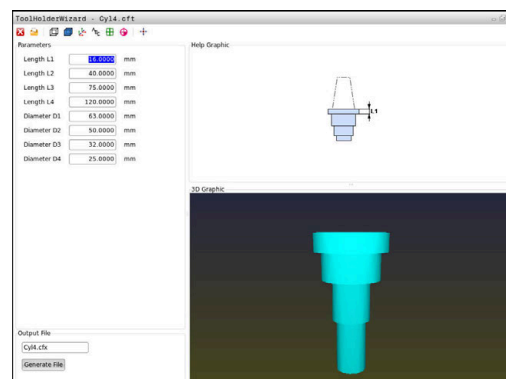 ToolHolderWizard - Cyl4.cft
Parameters
Length L1 16.0000 mm
Length L2 40.0000 mm
Length L3 75.0000 mm
Length L4 120.0000 mm
Diameter D1 63.0000 mm
Diameter D2 50.0000 mm
Diameter D3 32.0000 mm
Diameter D4 25.0000 mm
Output File
Cyl4.cfx
Generate File
Help Graphic
L1
3D Graphic